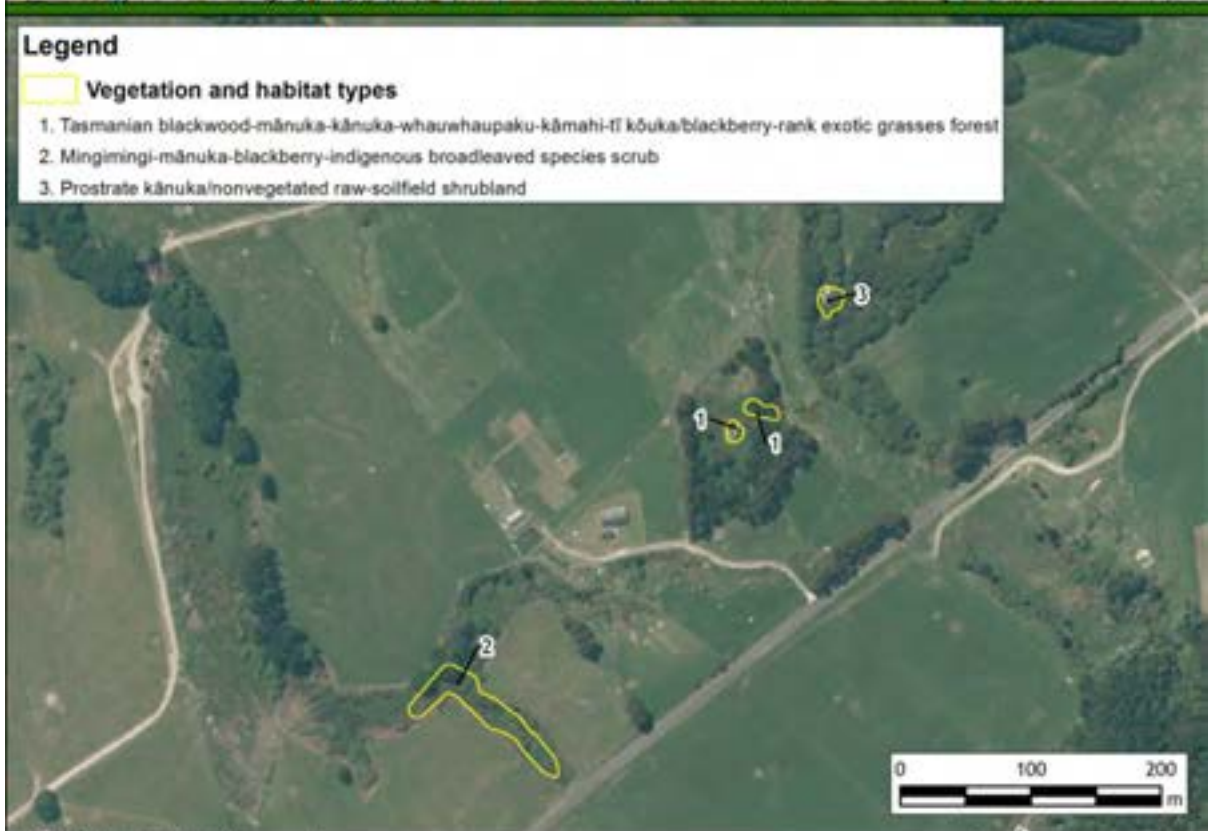 Legend
Vegetation and habitat types
1. Tasmanian blackwood-mānuka-kānuka-whauwhaupaku-kāmahi-tī kōuka/blackberry-rank exotic grasses forest
2. Mingimingi-mānuka-blackberry-indigenous broadleaved species scrub
3. Prostrate kānuka/nonvegetated raw-soilfield shrubland
3
1
1
2
0 100 200
m